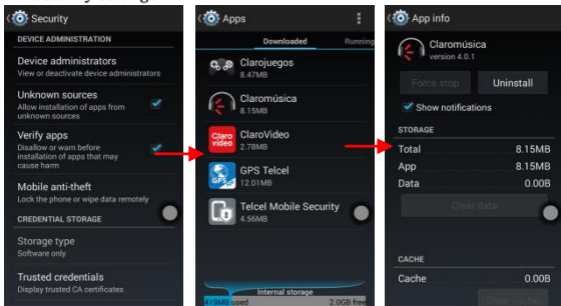 Security
DEVICE ADMINISTRATION
Device administrators
View or deactivate device administrators
Unknown sources
Allow installation of apps from
unknown sources
Verify apps
Disallow or warn before
installation of apps that may
cause harm
Mobile anti-theft
Lock the phone or wipe data remotely
CREDENTIAL STORAGE
Storage type
Software only
Trusted credentials
Display trusted CA certificates
Apps
Downloaded
Running
Clarojuegos
8.47MB
Claromúsica
8.15MB
Claro
video
ClaroVideo
2.78MB
GPS
GPS Telcel
12.01MB
Telcel Mobile Security
4.56MB
Internal storage
419MB used
2.0GB free
App info
Claromúsica
version 4.0.1
Force stop
Uninstall
Show notifications
STORAGE
Total 8.15MB
App 8.15MB
Data 0.00B
Clear data
CACHE
Cache 0.00B
Clear cache